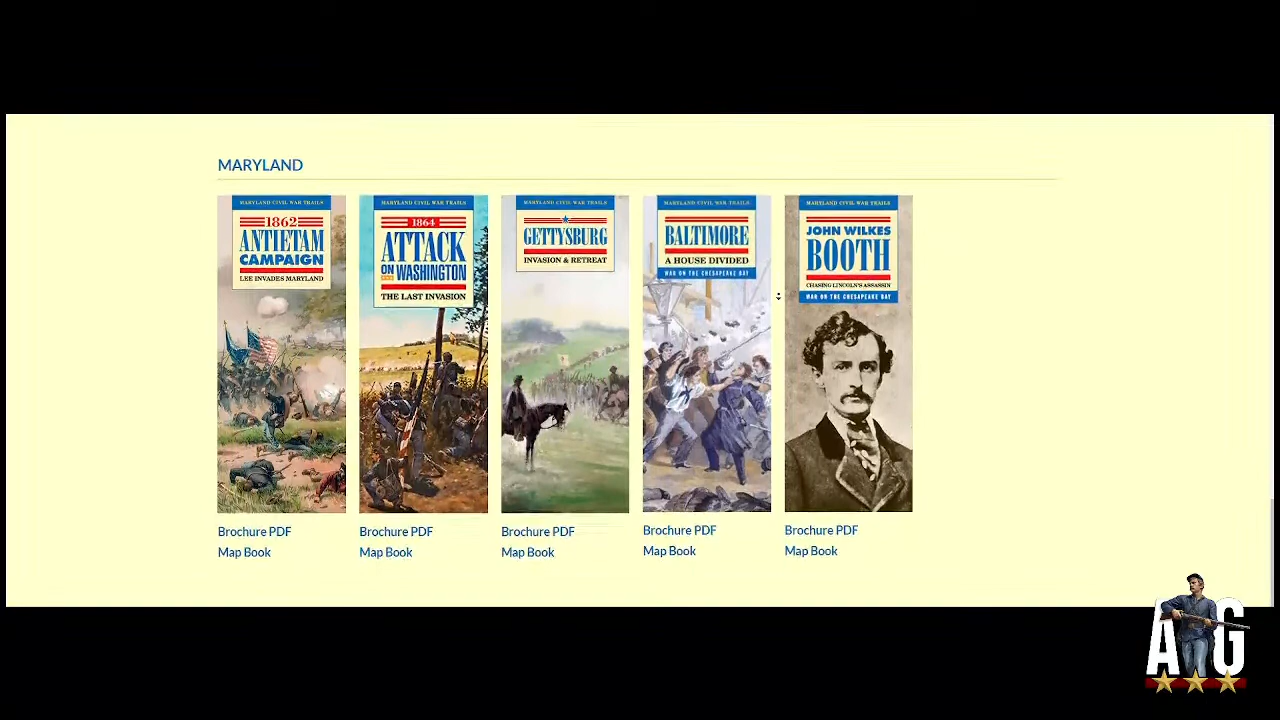 MARYLAND
MARYLAND CIVIL WAR TRAILS
1862
ANTIETAM
CAMPAIGN
LEE INVADES MARYLAND
MARYLAND CIVIL WAR TRAILS
1864
ATTACK
ON WASHINGTON
THE LAST INVASION
MARYLAND CIVIL WAR TRAILS
GETTYSBURG
INVASION & RETREAT
MARYLAND CIVIL WAR TRAILS
BALTIMORE
A HOUSE DIVIDED
WAR ON THE CHESAPEAKE BAY
MARYLAND CIVIL WAR TRAILS
JOHN WILKES
BOOTH
CHASING LINCOLN'S ASSASSIN
WAR ON THE CHESAPEAKE BAY
Brochure PDF
Map Book
Brochure PDF
Map Book
Brochure PDF
Map Book
Brochure PDF
Map Book
Brochure PDF
Map Book
A G